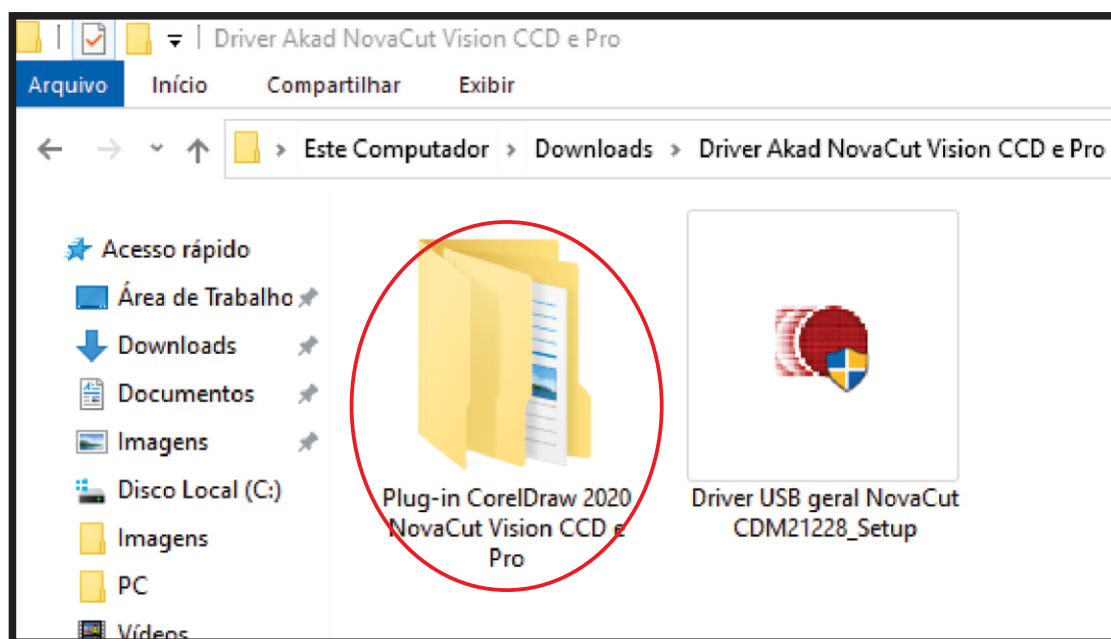 Driver Akad NovaCut Vision CCD e Pro
Arquivo Início Compartilhar Exibir
Este Computador > Downloads > Driver Akad NovaCut Vision CCD e Pro
Acesso rápido
Área de Trabalho
Downloads
Documentos
Imagens
Disco Local (C:)
Imagens
PC
Vídeos
Plug-in CorelDraw 2020
NovaCut Vision CCD e
Pro
Driver USB geral NovaCut
CDM21228_Setup